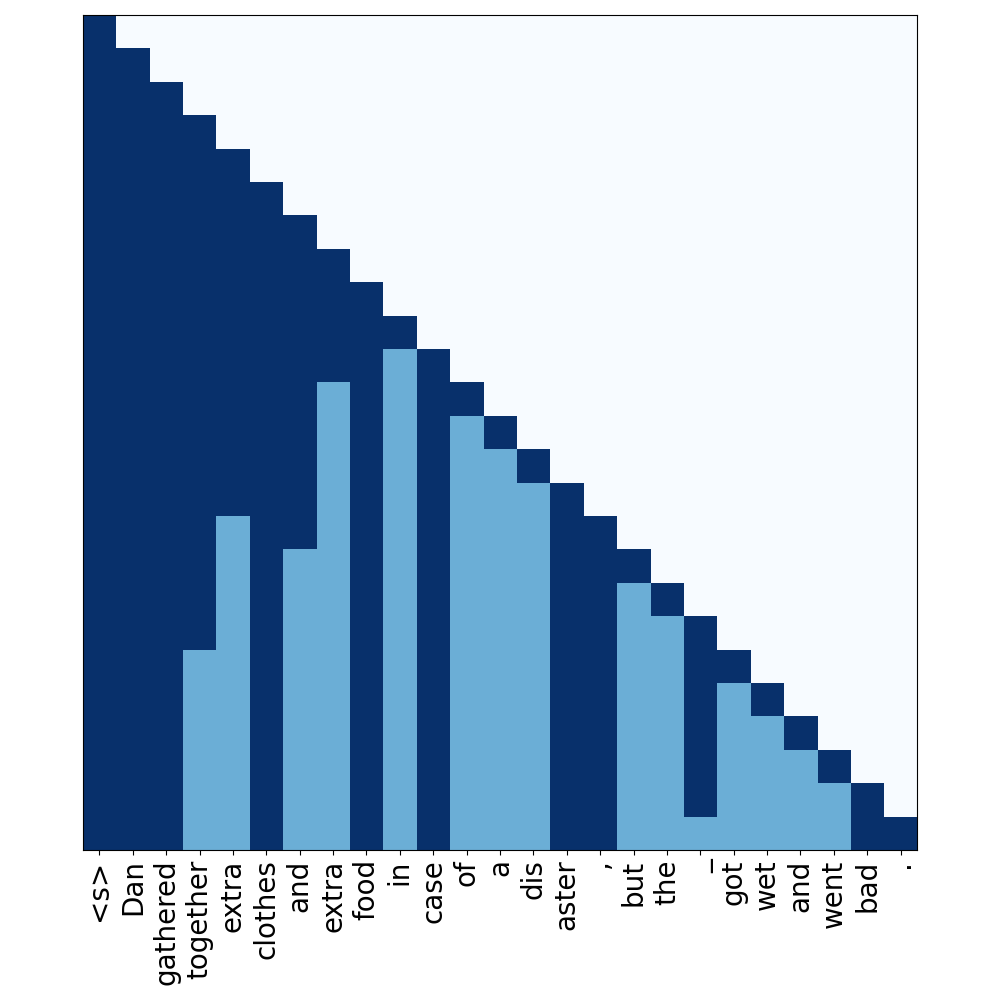 <s> Dan gathered together extra clothes and extra food in case of a dis aster , but the _ got wet and went bad .